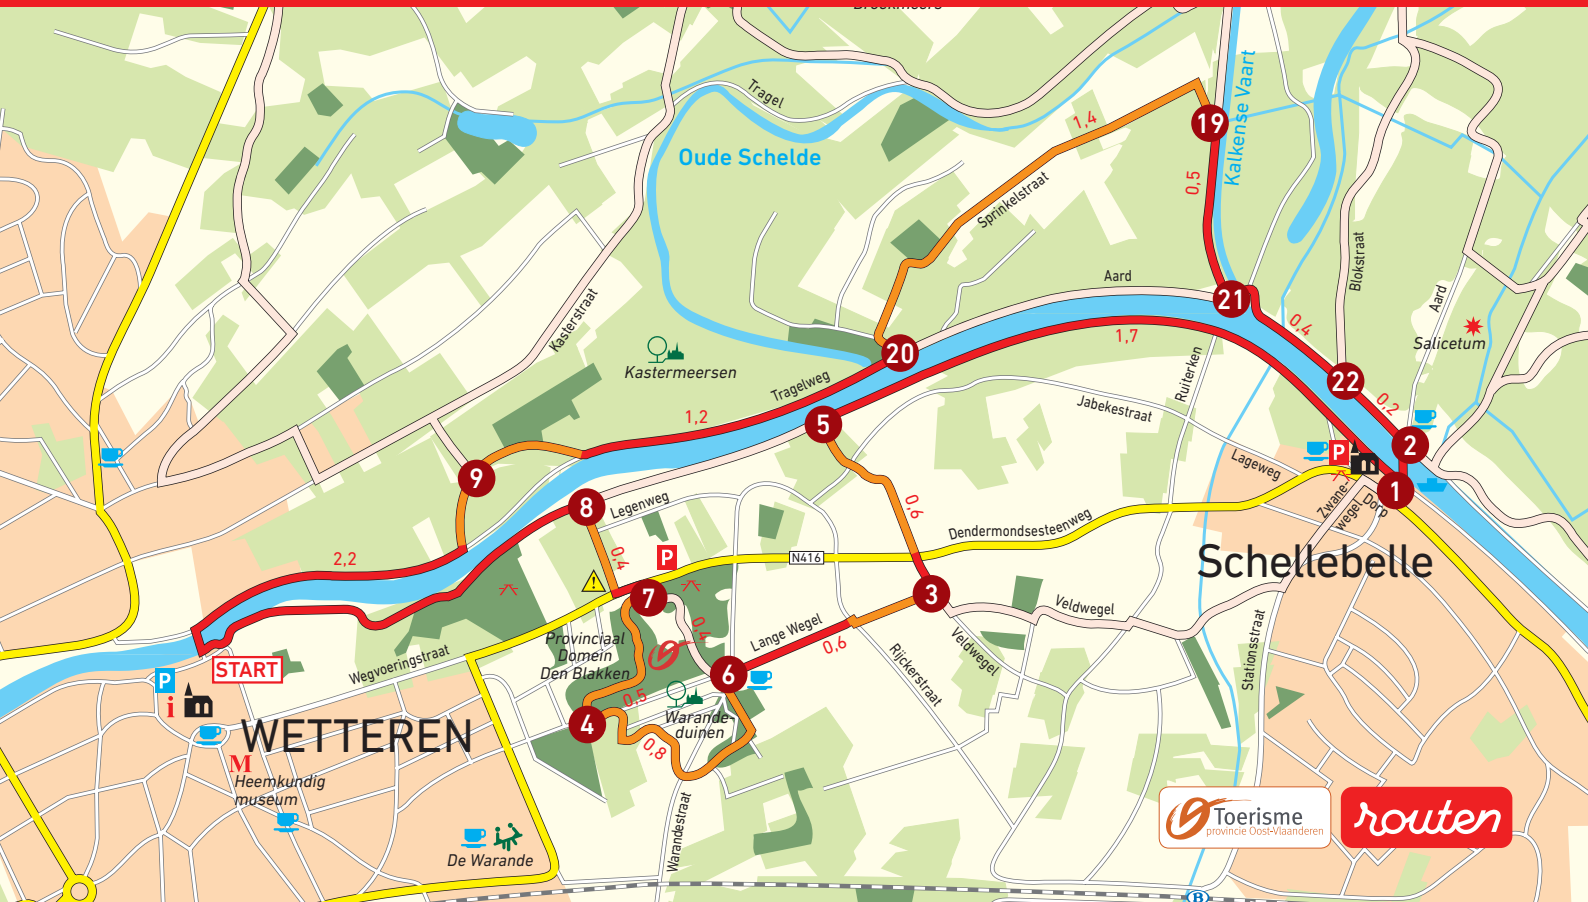 Tragel
Oude Schelde
1,4
19
Kalkense Vaart
0,5
Sprinkelstraat
Aard
Blokstraat
Aard
21
0,4
Salicetum
Kasterstraat
Kastermeersen
20
1,7
Ruiterken
22
0,2
Tragelweg
1,2
5
Jabekestraat
2
Lageweg
P
1
Zwane-
wegel
Dorp
9
8
Legenweg
0,6
Dendermondsesteenweg
Schellebelle
2,2
0,4
P
N416
7
3
Veldwegel
Veldwegel
Lange Wegel
0,6
0,4
Provinciaal
Domein
Den Blakken
START
Wegvoeringstraat
6
Rijckerstraat
Stationsstraat
P
i
0,5
4
Warande-
duinen
0,8
WETTEREN
M
Heemkundig
museum
De Warande
Warandestraat
Toerisme
provincie Oost-Vlaanderen
routen
B